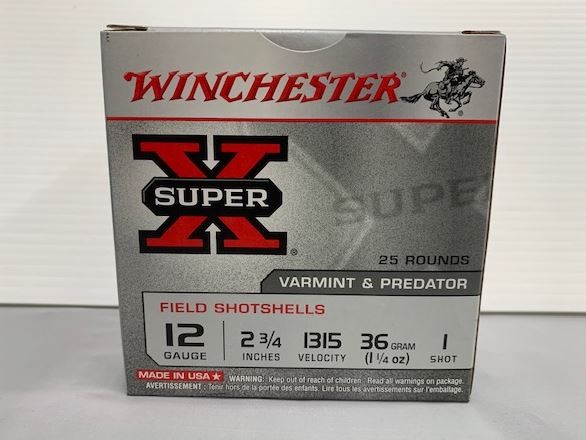 WINCHESTER®
X
SUPER ®
SUPE
25 ROUNDS
VARMINT & PREDATOR
FIELD SHOTSHELLS
12 2 3/4 1315 36 GRAM 1
GAUGE INCHES VELOCITY (1 1/4 oz) SHOT
MADE IN USA★ WARNING: Keep out of reach of children. Read all warnings on package.
AVERTISSEMENT: Tenir hors de la portée des enfants. Lire tous les avertissements sur l'emballage.